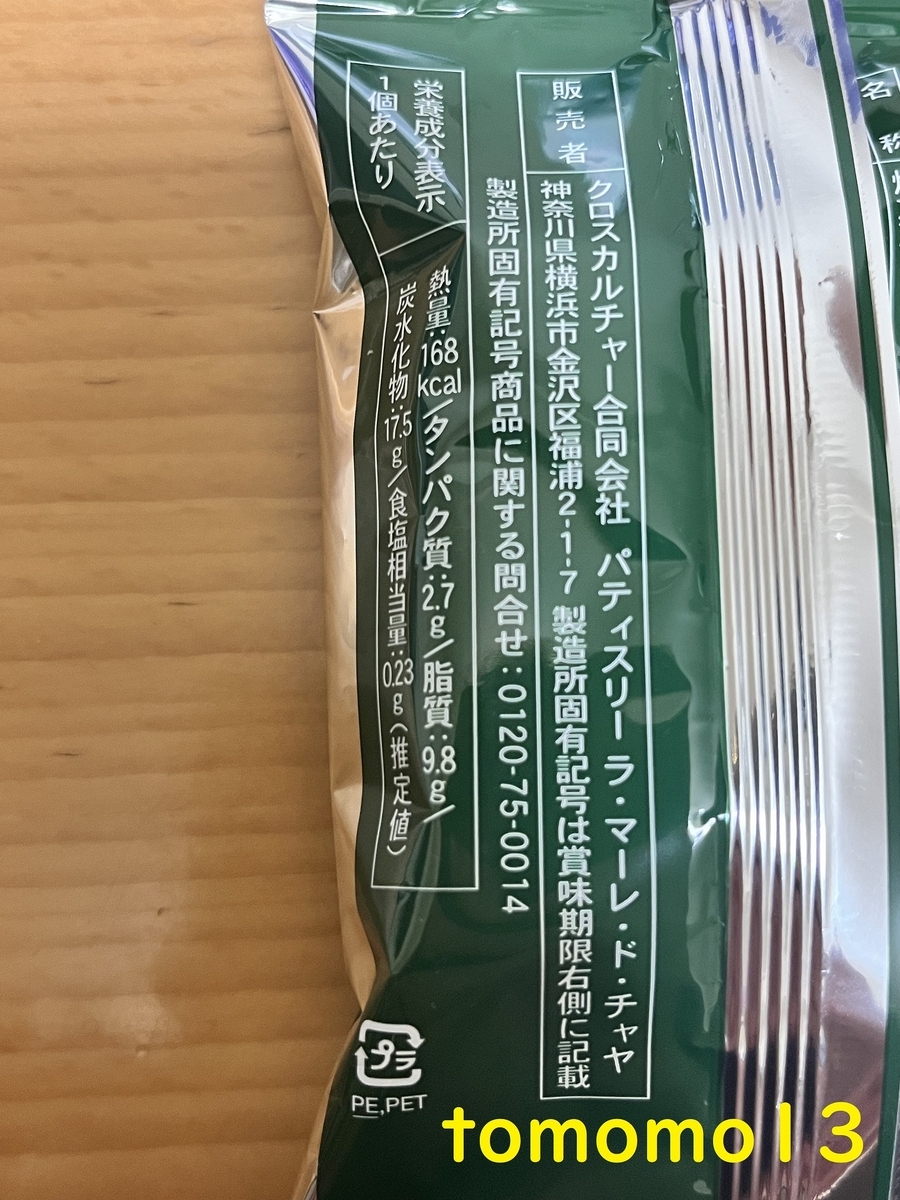 名
称
販売者
クロスカルチャー合同会社 パティスリー ラ・マーレ・ド・チャヤ
神奈川県横浜市金沢区福浦2-1-7 製造所固有記号は賞味期限右側に記載
製造所固有記号商品に関する問合せ：0120-75-0014
栄養成分表示
1個あたり
熱量：168kcal/タンパク質：2.7g/脂質：9.8g/
炭水化物：17.5g/食塩相当量：0.23g（推定値）
プラ
PE,PET
tomomo13